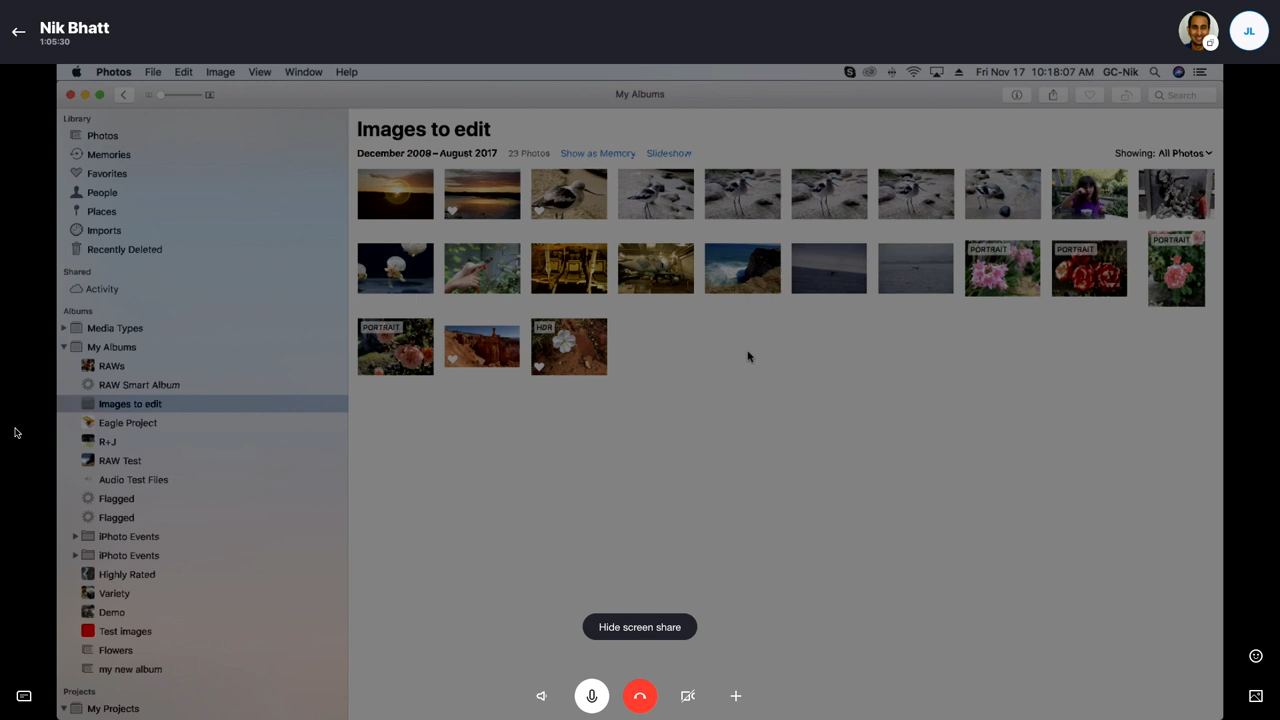 Nik Bhatt
1:05:30
JL
Photos File Edit Image View Window Help
Fri Nov 17 10:18:07 AM GC-Nik
My Albums
Search
Library
Photos
Memories
Favorites
People
Places
Imports
Recently Deleted
Shared
Activity
Albums
Media Types
My Albums
RAWs
RAW Smart Album
Images to edit
Eagle Project
R+J
RAW Test
Audio Test Files
Flagged
Flagged
iPhoto Events
iPhoto Events
Highly Rated
Variety
Demo
Test images
Flowers
my new album
Projects
My Projects
Images to edit
December 2008–August 2017 23 Photos Show as Memory Slideshow
Showing: All Photos
PORTRAIT
PORTRAIT
PORTRAIT
PORTRAIT
HDR
Hide screen share